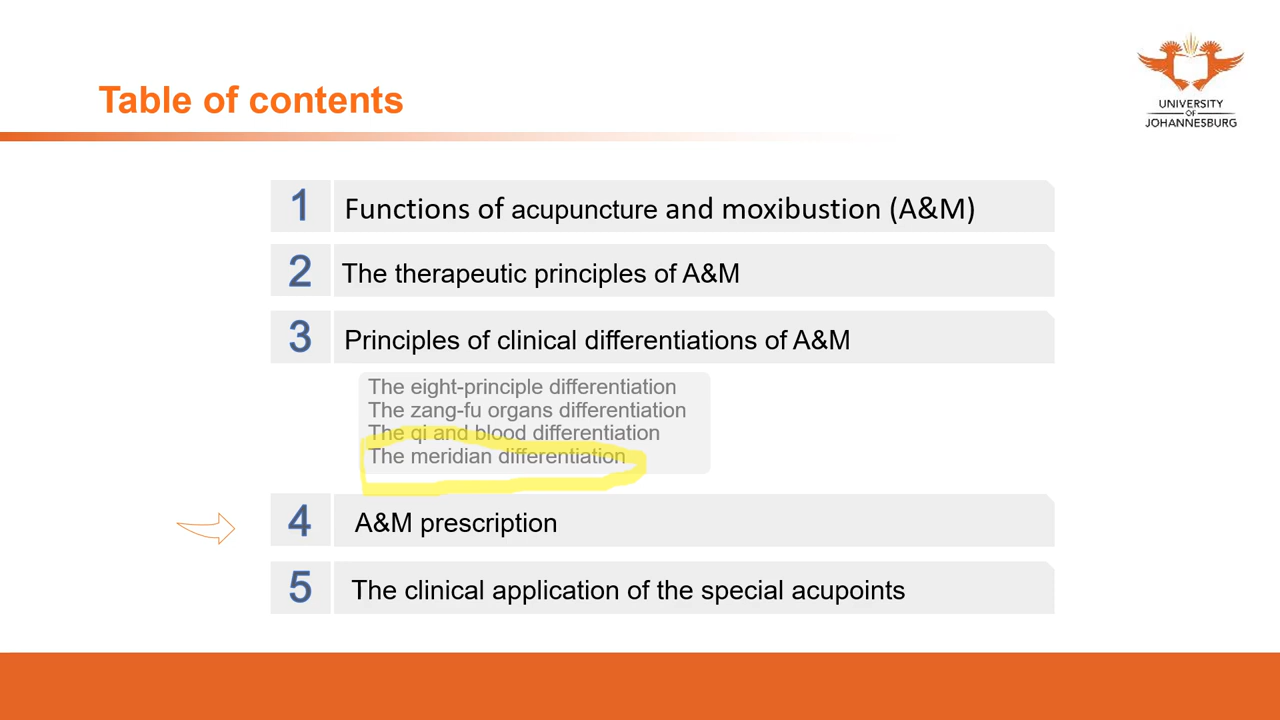 Table of contents
UNIVERSITY
OF
JOHANNESBURG
1 Functions of acupuncture and moxibustion (A&M)
2 The therapeutic principles of A&M
3 Principles of clinical differentiations of A&M
The eight-principle differentiation
The zang-fu organs differentiation
The qi and blood differentiation
The meridian differentiation
4 A&M prescription
5 The clinical application of the special acupoints